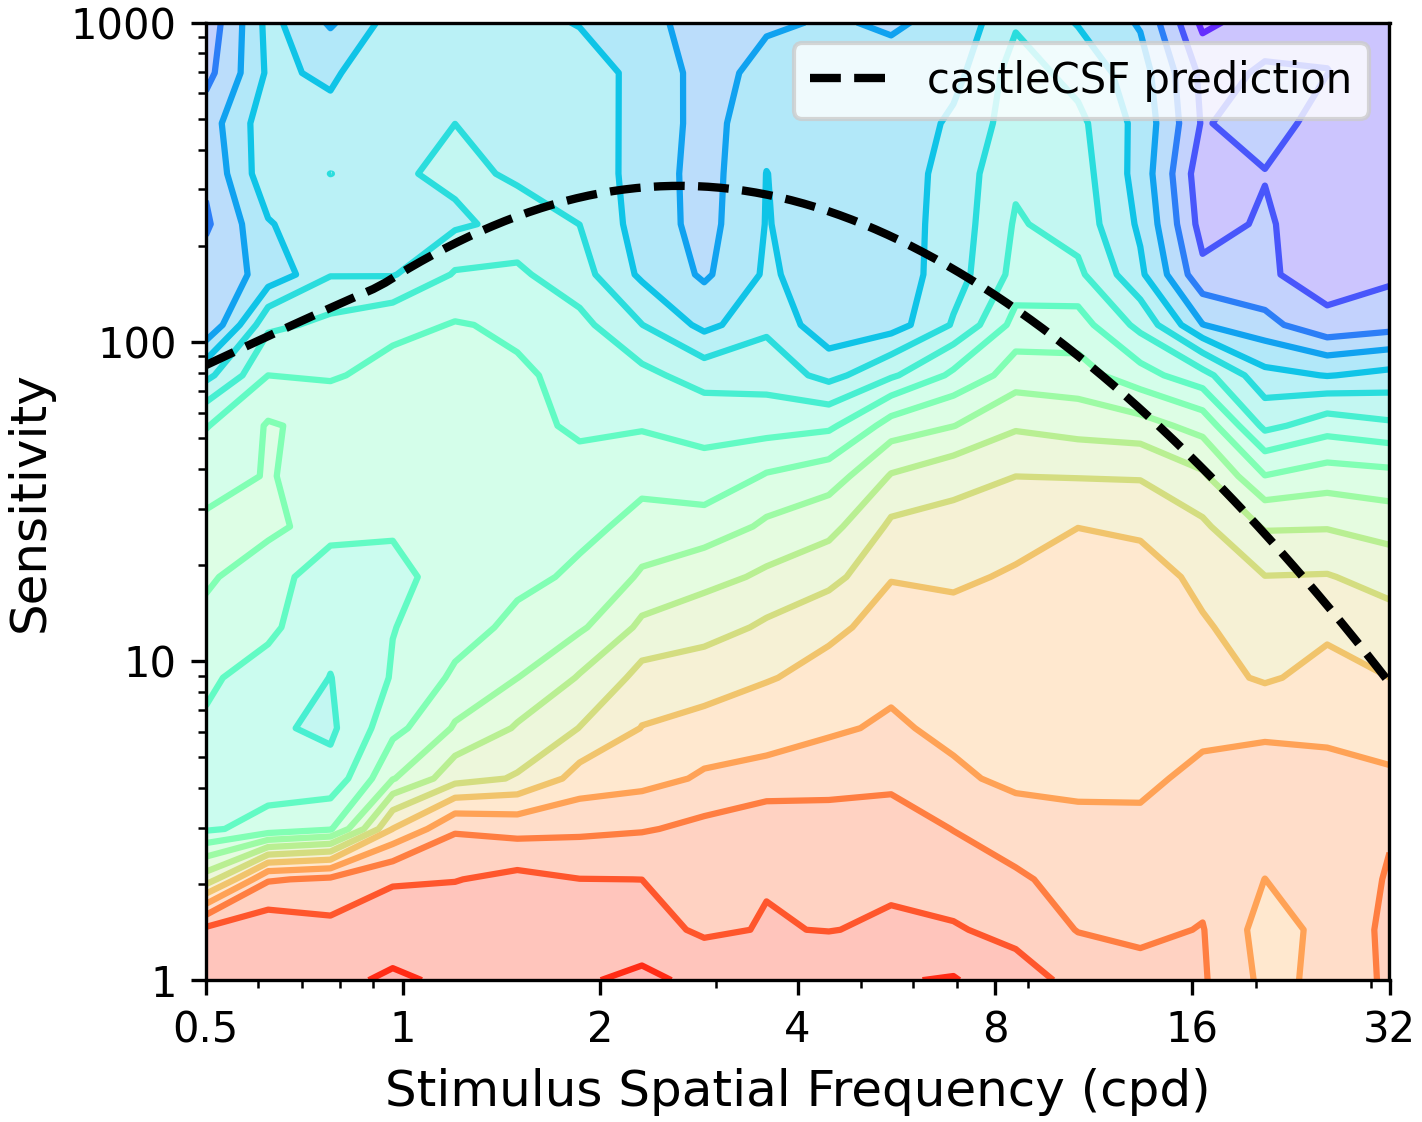 1000
100
10
1
Sensitivity
castleCSF prediction
0.5 1 2 4 8 16 32
Stimulus Spatial Frequency (cpd)